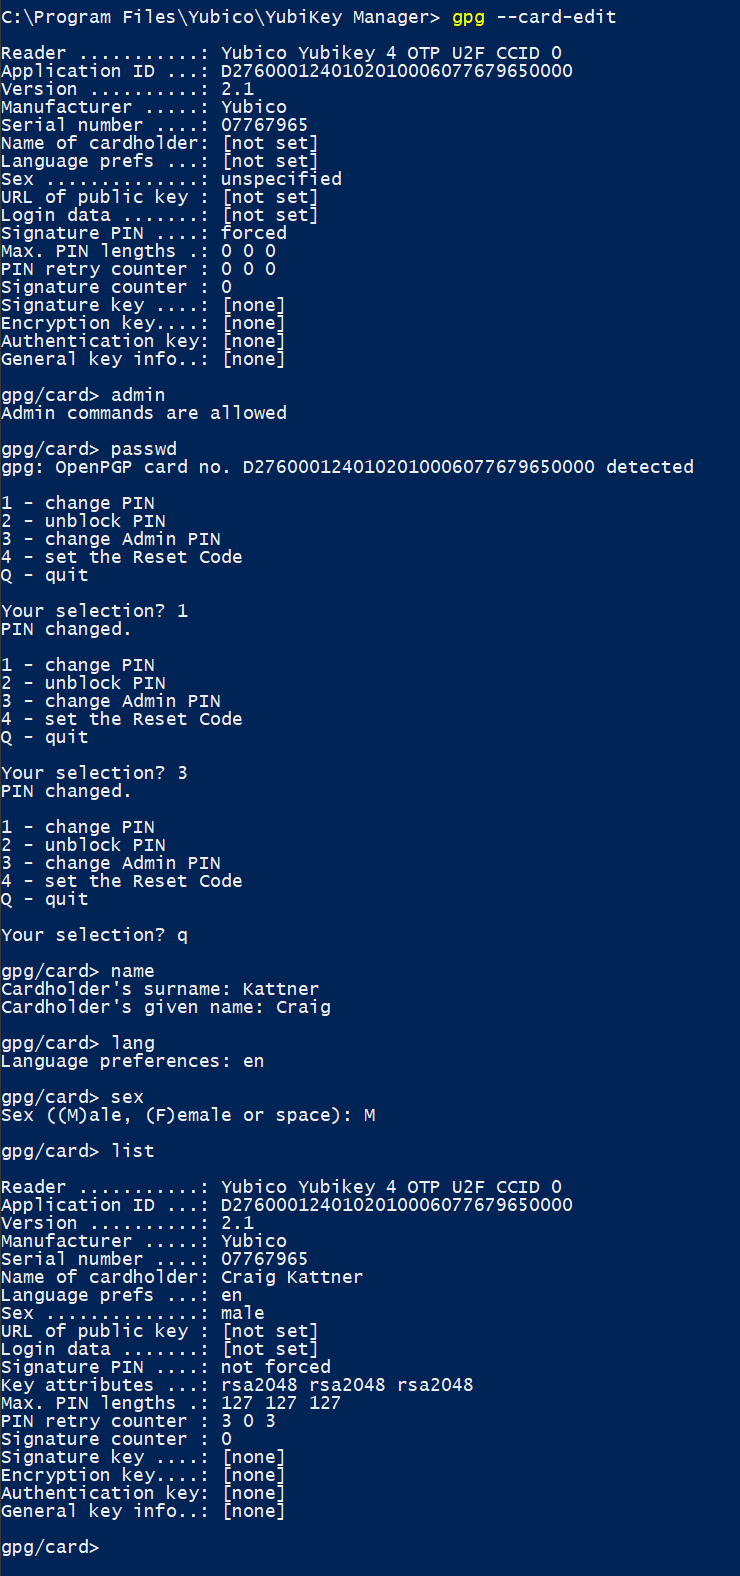 C:\Program Files\Yubico\YubiKey Manager> gpg --card-edit
Reader ...........: Yubico Yubikey 4 OTP U2F CCID 0
Application ID ...: D2760001240102010006077679650000
Version ..........: 2.1
Manufacturer .....: Yubico
Serial number ....: 07767965
Name of cardholder: [not set]
Language prefs ...: [not set]
Sex ..............: unspecified
URL of public key : [not set]
Login data .......: [not set]
Signature PIN ....: forced
Max. PIN lengths .: 0 0 0
PIN retry counter : 0 0 0
Signature counter : 0
Signature key ....: [none]
Encryption key....: [none]
Authentication key: [none]
General key info..: [none]
gpg/card> admin
Admin commands are allowed
gpg/card> passwd
gpg: OpenPGP card no. D2760001240102010006077679650000 detected
1 - change PIN
2 - unblock PIN
3 - change Admin PIN
4 - set the Reset Code
Q - quit
Your selection? 1
PIN changed.
1 - change PIN
2 - unblock PIN
3 - change Admin PIN
4 - set the Reset Code
Q - quit
Your selection? 3
PIN changed.
1 - change PIN
2 - unblock PIN
3 - change Admin PIN
4 - set the Reset Code
Q - quit
Your selection? q
gpg/card> name
Cardholder's surname: Kattner
Cardholder's given name: Craig
gpg/card> lang
Language preferences: en
gpg/card> sex
Sex ((M)ale, (F)emale or space): M
gpg/card> list
Reader ...........: Yubico Yubikey 4 OTP U2F CCID 0
Application ID ...: D2760001240102010006077679650000
Version ..........: 2.1
Manufacturer .....: Yubico
Serial number ....: 07767965
Name of cardholder: Craig Kattner
Language prefs ...: en
Sex ..............: male
URL of public key : [not set]
Login data .......: [not set]
Signature PIN ....: not forced
Key attributes ...: rsa2048 rsa2048 rsa2048
Max. PIN lengths .: 127 127 127
PIN retry counter : 3 0 3
Signature counter : 0
Signature key ....: [none]
Encryption key....: [none]
Authentication key: [none]
General key info..: [none]
gpg/card>